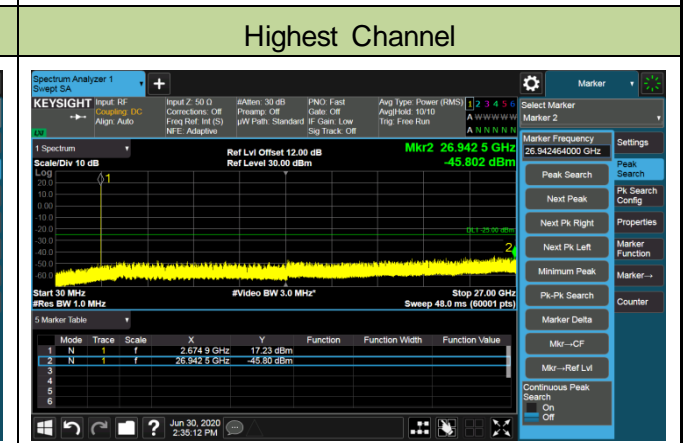 Highest Channel
Spectrum Analyzer 1
Swept SA
Marker
KEYSIGHT
Input: RF
Coupling: DC
Align: Auto
Input Z: 50 Ω
Corrections: Off
Freq Ref: Int (S)
NFE: Adaptive
#Atten: 30 dB
Preamp: Off
µW Path: Standard
PNO: Fast
Gate: Off
IF Gain: Low
Sig Track: Off
Avg Type: Power (RMS)
Avg|Hold: 10/10
Trig: Free Run
1 2 3 4 5 6
A W W W W W
A N N N N N
Select Marker
Marker 2
1 Spectrum
Scale/Div 10 dB
Log
Ref Lvl Offset 12.00 dB
Ref Level 30.00 dBm
Mkr2 26.942 5 GHz
-45.802 dBm
20.0
10.0
0.00
-10.0
-20.0
-30.0
-40.0
-50.0
-60.0
1
DL1 -25.00 dBm
2
Start 30 MHz
#Res BW 1.0 MHz
#Video BW 3.0 MHz*
Stop 27.00 GHz
Sweep 48.0 ms (60001 pts)
5 Marker Table
Mode Trace Scale X Y Function Function Width Function Value
1 N 1 f 2.674 9 GHz 17.23 dBm
2 N 1 f 26.942 5 GHz -45.80 dBm
3
4
5
6
Marker Frequency
26.942464000 GHz
Peak Search
Next Peak
Next Pk Right
Next Pk Left
Minimum Peak
Pk-Pk Search
Marker Delta
Mkr→CF
Mkr→Ref Lvl
Continuous Peak
Search
On
Off
Settings
Peak
Search
Pk Search
Config
Properties
Marker
Function
Marker→
Counter
Jun 30, 2020
2:35:12 PM